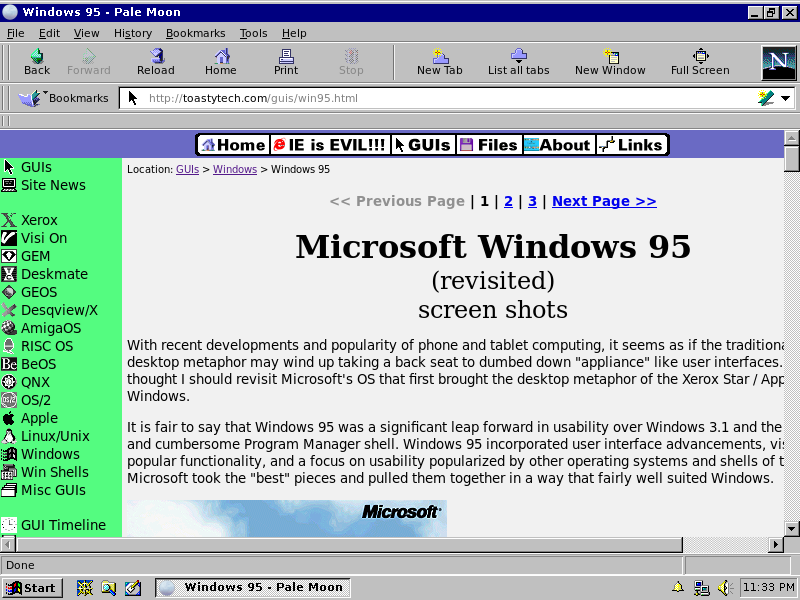 Windows 95 - Pale Moon
File Edit View History Bookmarks Tools Help
Back Forward Reload Home Print Stop New Tab List all tabs New Window Full Screen N
Bookmarks http://toastytech.com/guis/win95.html
Home IE is EVIL!!! GUIs Files About Links
GUIs
Site News
Xerox
Visi On
GEM
Deskmate
GEOS
Desqview/X
AmigaOS
RISC OS
Be BeOS
QNX
OS/2 OS/2
Apple
Linux/Unix
Windows
Win Shells
Misc GUIs
GUI Timeline
Location: GUIs > Windows > Windows 95
<< Previous Page | 1 | 2 | 3 | Next Page >>
Microsoft Windows 95
(revisited)
screen shots
With recent developments and popularity of phone and tablet computing, it seems as if the traditiona
desktop metaphor may wind up taking a back seat to dumbed down "appliance" like user interfaces.
thought I should revisit Microsoft's OS that first brought the desktop metaphor of the Xerox Star / App
Windows.
It is fair to say that Windows 95 was a significant leap forward in usability over Windows 3.1 and the
and cumbersome Program Manager shell. Windows 95 incorporated user interface advancements, vis
popular functionality, and a focus on usability popularized by other operating systems and shells of t
Microsoft took the "best" pieces and pulled them together in a way that fairly well suited Windows.
Microsoft
Done
Start Windows 95 - Pale Moon 11:33 PM